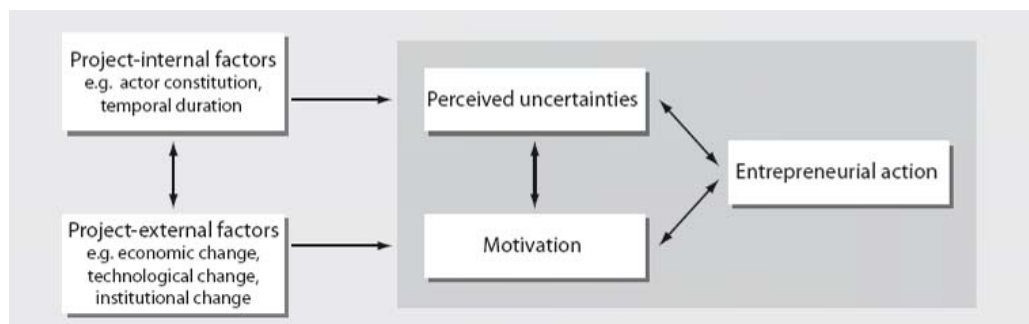 Project-internal factors
e.g. actor constitution,
temporal duration
Perceived uncertainties
Entrepreneurial action
Project-external factors
e.g. economic change,
technological change,
institutional change
Motivation